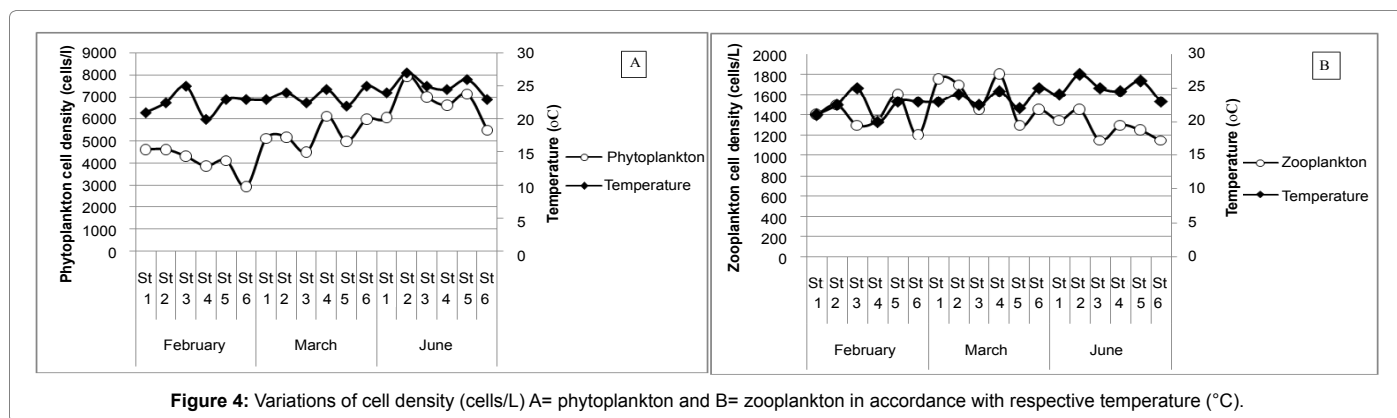 A
Phytoplankton cell density (cells/l)
9000
8000
7000
6000
5000
4000
3000
2000
1000
0
30
25
20
15
10
5
0
Temperature (oC)
Phytoplankton
Temperature
St St St St St St St St St St St St St St St St St St
1 2 3 4 5 6 1 2 3 4 5 6 1 2 3 4 5 6
February March June
B
Zooplankton cell density (cells/L)
2000
1800
1600
1400
1200
1000
800
600
400
200
0
30
25
20
15
10
5
0
Temperature (oC)
Zooplankton
Temperature
St St St St St St St St St St St St St St St St St St
1 2 3 4 5 6 1 2 3 4 5 6 1 2 3 4 5 6
February March June
Figure 4: Variations of cell density (cells/L) A= phytoplankton and B= zooplankton in accordance with respective temperature (°C).